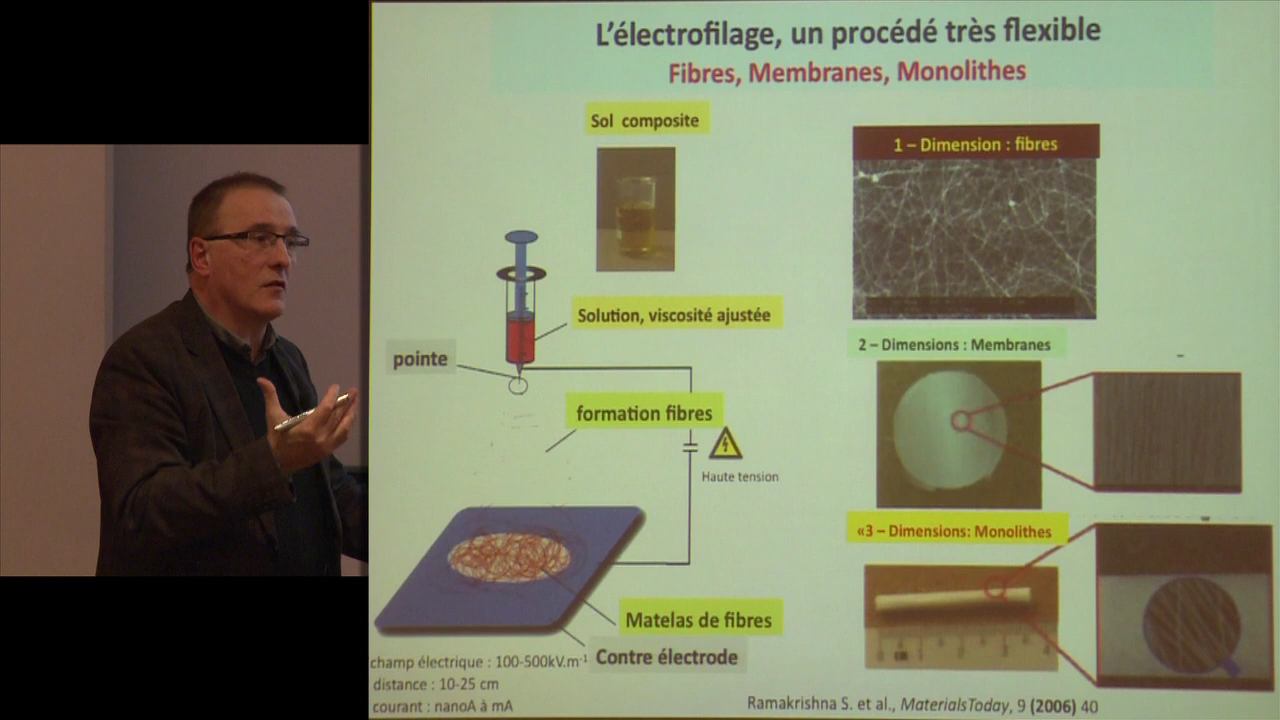 L'électrofilage, un procédé très flexible
Fibres, Membranes, Monolithes
Sol composite
Solution, viscosité ajustée
pointe
formation fibres
Haute tension
Matelas de fibres
Contre électrode
champ électrique : 100-500kV.m⁻¹
distance : 10-25 cm
courant : nanoA à mA
1 – Dimension : fibres
2 – Dimensions : Membranes
«3 – Dimensions: Monolithes
cm
Ramakrishna S. et al., MaterialsToday, 9 (2006) 40